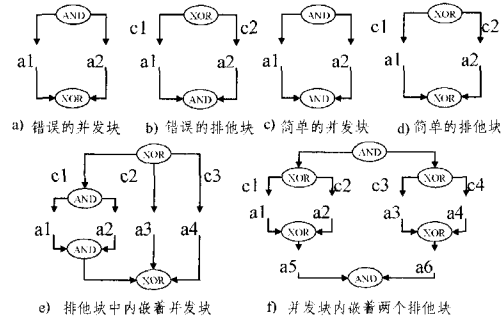 AND XOR AND XOR
c1 c2 c1 c2
a1 a2 a1 a2 a1 a2 a1 a2
XOR AND AND XOR
a) 错误的并发块 b) 错误的排他块 c) 简单的并发块 d) 简单的排他块
XOR AND
c1 c2 c3 c1 XOR c2 c3 XOR c4
AND
a1 a2 a3 a4 a1 a2 a3 a4
AND XOR XOR XOR
a5 AND a6
e) 排他块中内嵌着并发块 f) 并发块内嵌着两个排他块